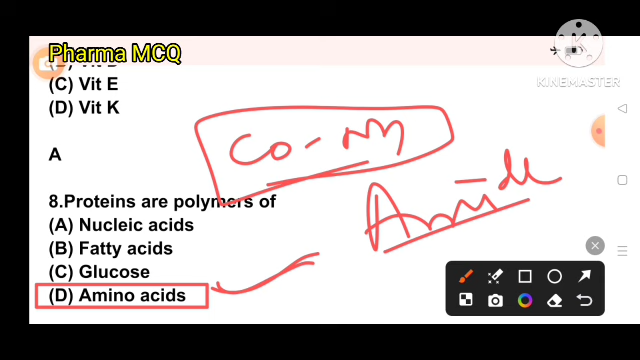 Pharma MCQ
KINEMASTER
(C) Vit E
(D) Vit K
CO-NH
A
Amide
8.Proteins are polymers of
(A) Nucleic acids
(B) Fatty acids
(C) Glucose
(D) Amino acids